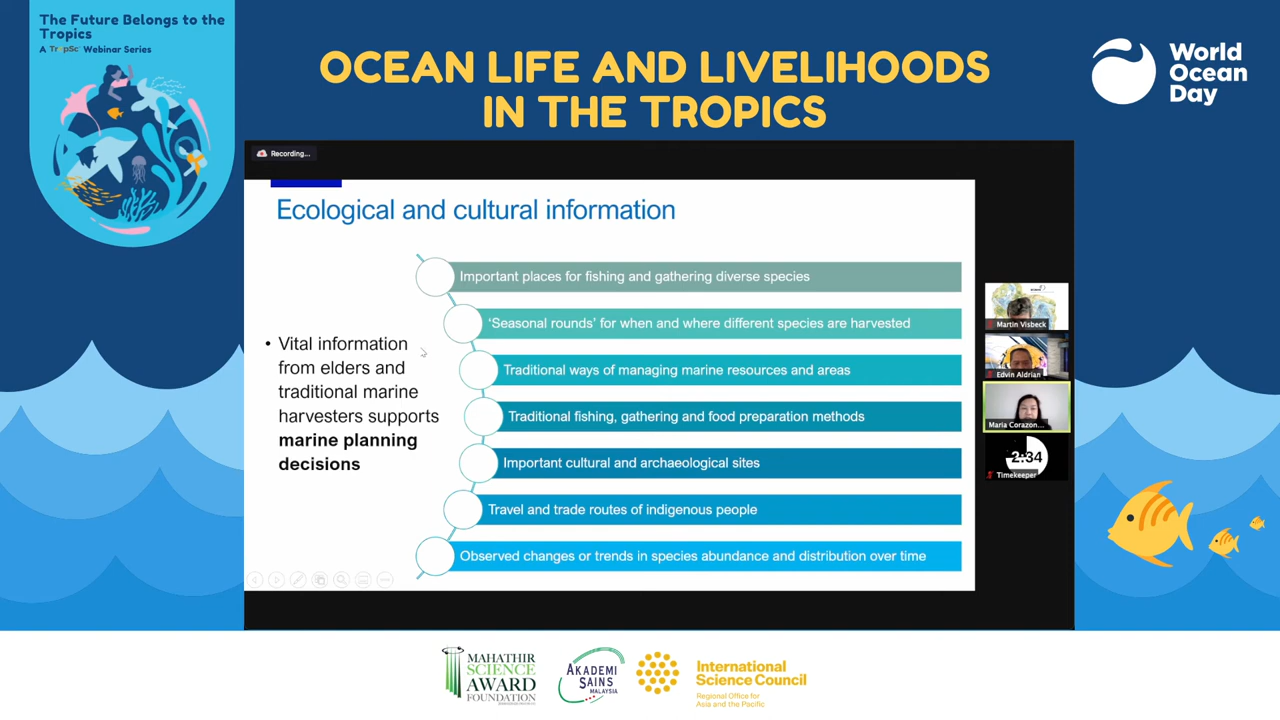 The Future Belongs to the
Tropics
A TropSc Webinar Series
OCEAN LIFE AND LIVELIHOODS
IN THE TROPICS
World
Ocean
Day
Recording...
Ecological and cultural information
• Vital information
from elders and
traditional marine
harvesters supports
marine planning
decisions
Important places for fishing and gathering diverse species
‘Seasonal rounds’ for when and where different species are harvested
Traditional ways of managing marine resources and areas
Traditional fishing, gathering and food preparation methods
Important cultural and archaeological sites
Travel and trade routes of indigenous people
Observed changes or trends in species abundance and distribution over time
Martin Visbeck
Edvin Aldrian
Maria Corazon...
2:34
Timekeeper
MAHATHIR
SCIENCE
AWARD
FOUNDATION
AKADEMI
SAINS
MALAYSIA
International
Science Council
Regional Office for
Asia and the Pacific